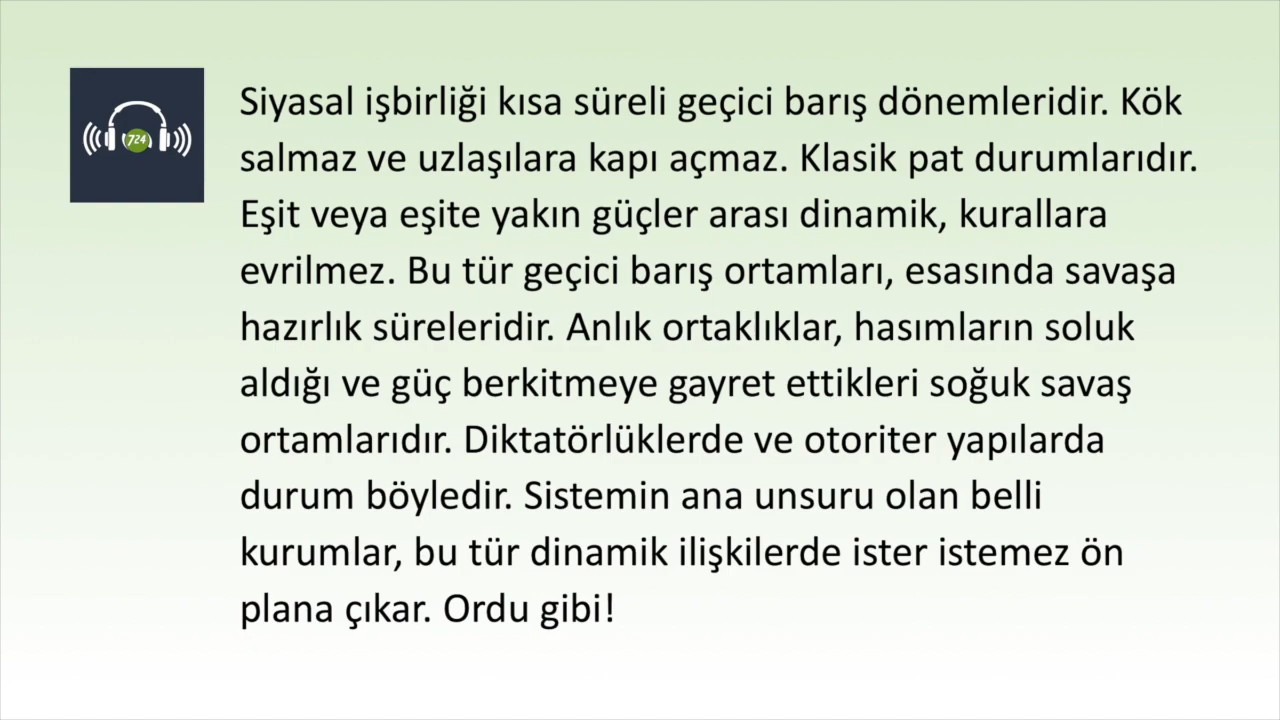 724
Siyasal işbirliği kısa süreli geçici barış dönemleridir. Kök
salmaz ve uzlaşılara kapı açmaz. Klasik pat durumlarıdır.
Eşit veya eşite yakın güçler arası dinamik, kurallara
evrilmez. Bu tür geçici barış ortamları, esasında savaşa
hazırlık süreleridir. Anlık ortaklıklar, hasımların soluk
aldığı ve güç berkitmeye gayret ettikleri soğuk savaş
ortamlarıdır. Diktatörlüklerde ve otoriter yapılarda
durum böyledir. Sistemin ana unsuru olan belli
kurumlar, bu tür dinamik ilişkilerde ister istemez ön
plana çıkar. Ordu gibi!